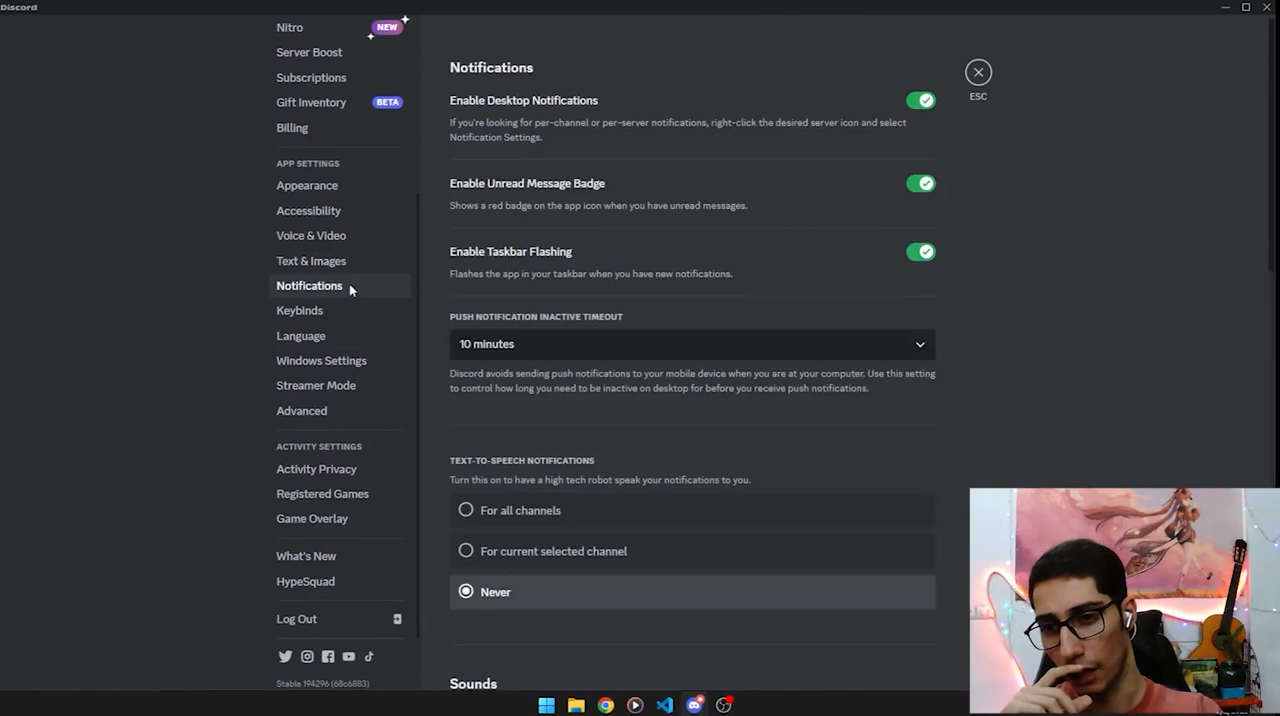 Discord
Nitro
NEW
Server Boost
Subscriptions
Gift Inventory
BETA
Billing
APP SETTINGS
Appearance
Accessibility
Voice & Video
Text & Images
Notifications
Keybinds
Language
Windows Settings
Streamer Mode
Advanced
ACTIVITY SETTINGS
Activity Privacy
Registered Games
Game Overlay
What's New
HypeSquad
Log Out
Stable 194296 (68c6883)
Notifications
Enable Desktop Notifications
If you're looking for per-channel or per-server notifications, right-click the desired server icon and select
Notification Settings.
Enable Unread Message Badge
Shows a red badge on the app icon when you have unread messages.
Enable Taskbar Flashing
Flashes the app in your taskbar when you have new notifications.
PUSH NOTIFICATION INACTIVE TIMEOUT
10 minutes
Discord avoids sending push notifications to your mobile device when you are at your computer. Use this setting
to control how long you need to be inactive on desktop for before you receive push notifications.
TEXT-TO-SPEECH NOTIFICATIONS
Turn this on to have a high tech robot speak your notifications to you.
For all channels
For current selected channel
Never
Sounds
ESC